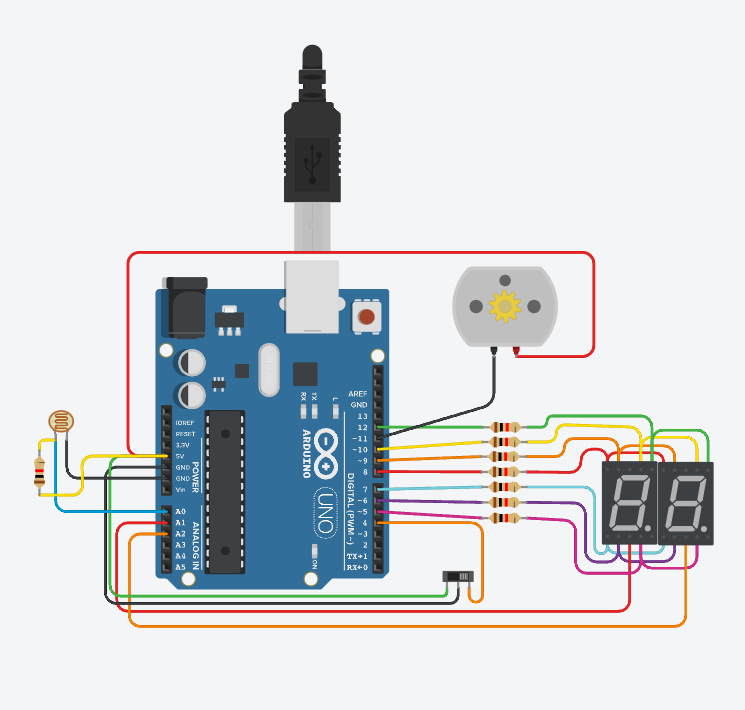 AREF
GND
13
12
~11
~10
~9
8
7
~6
~5
4
~3
2
TX→1
RX←0
DIGITAL (PWM~)
IOREF
RESET
3.3V
5V
GND
GND
Vin
POWER
A0
A1
A2
A3
A4
A5
ANALOG IN
RX
TX
L
ARDUINO
UNO
ON